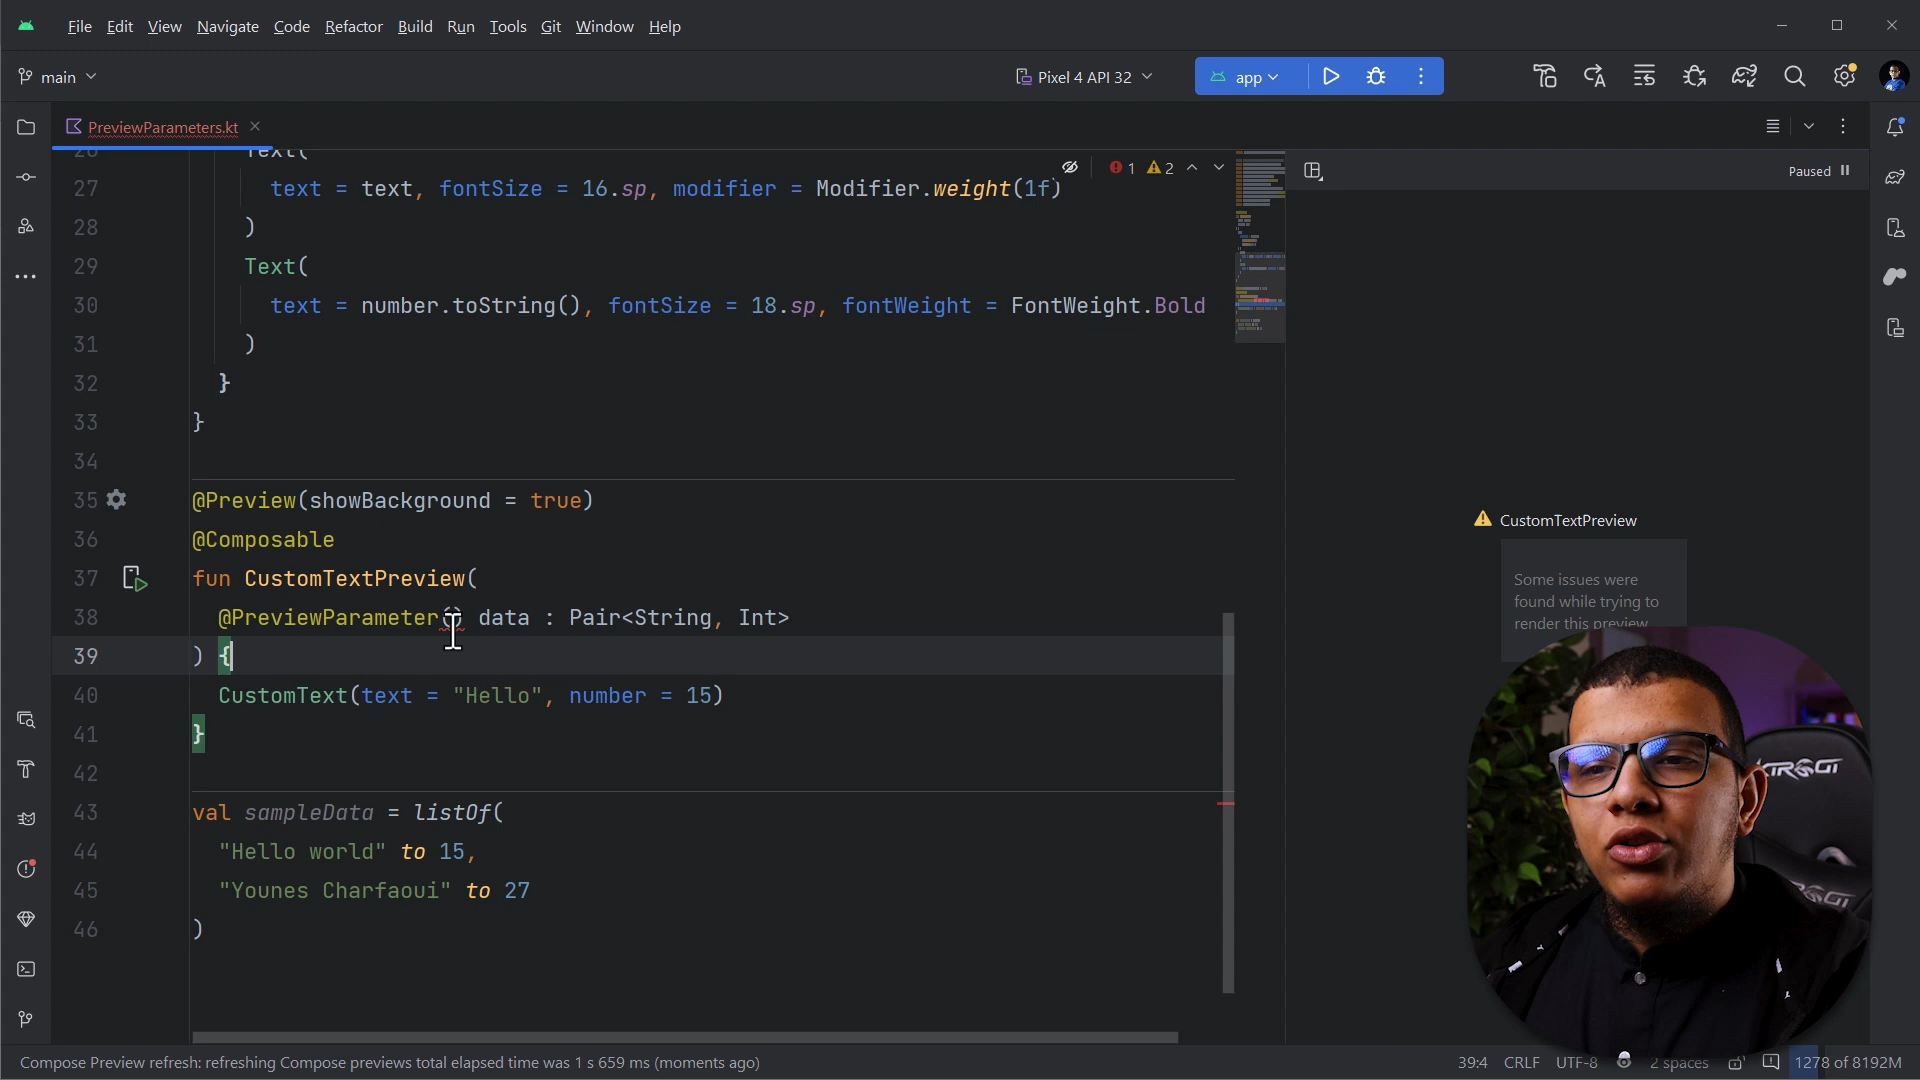 File Edit View Navigate Code Refactor Build Run Tools Git Window Help
main
Pixel 4 API 32
app
PreviewParameters.kt
1 2
Paused
26 Text(
27 text = text, fontSize = 16.sp, modifier = Modifier.weight(1f)
28 )
29 Text(
30 text = number.toString(), fontSize = 18.sp, fontWeight = FontWeight.Bold
31 )
32 }
33 }
34
35 @Preview(showBackground = true)
36 @Composable
37 fun CustomTextPreview(
38 @PreviewParameter() data : Pair<String, Int>
39 ) {
40 CustomText(text = "Hello", number = 15)
41 }
42
43 val sampleData = listOf(
44 "Hello world" to 15,
45 "Younes Charfaoui" to 27
46 )
CustomTextPreview
Some issues were
found while trying to
render this preview
KIROGI
Compose Preview refresh: refreshing Compose previews total elapsed time was 1 s 659 ms (moments ago)
39:4 CRLF UTF-8 2 spaces 1278 of 8192M